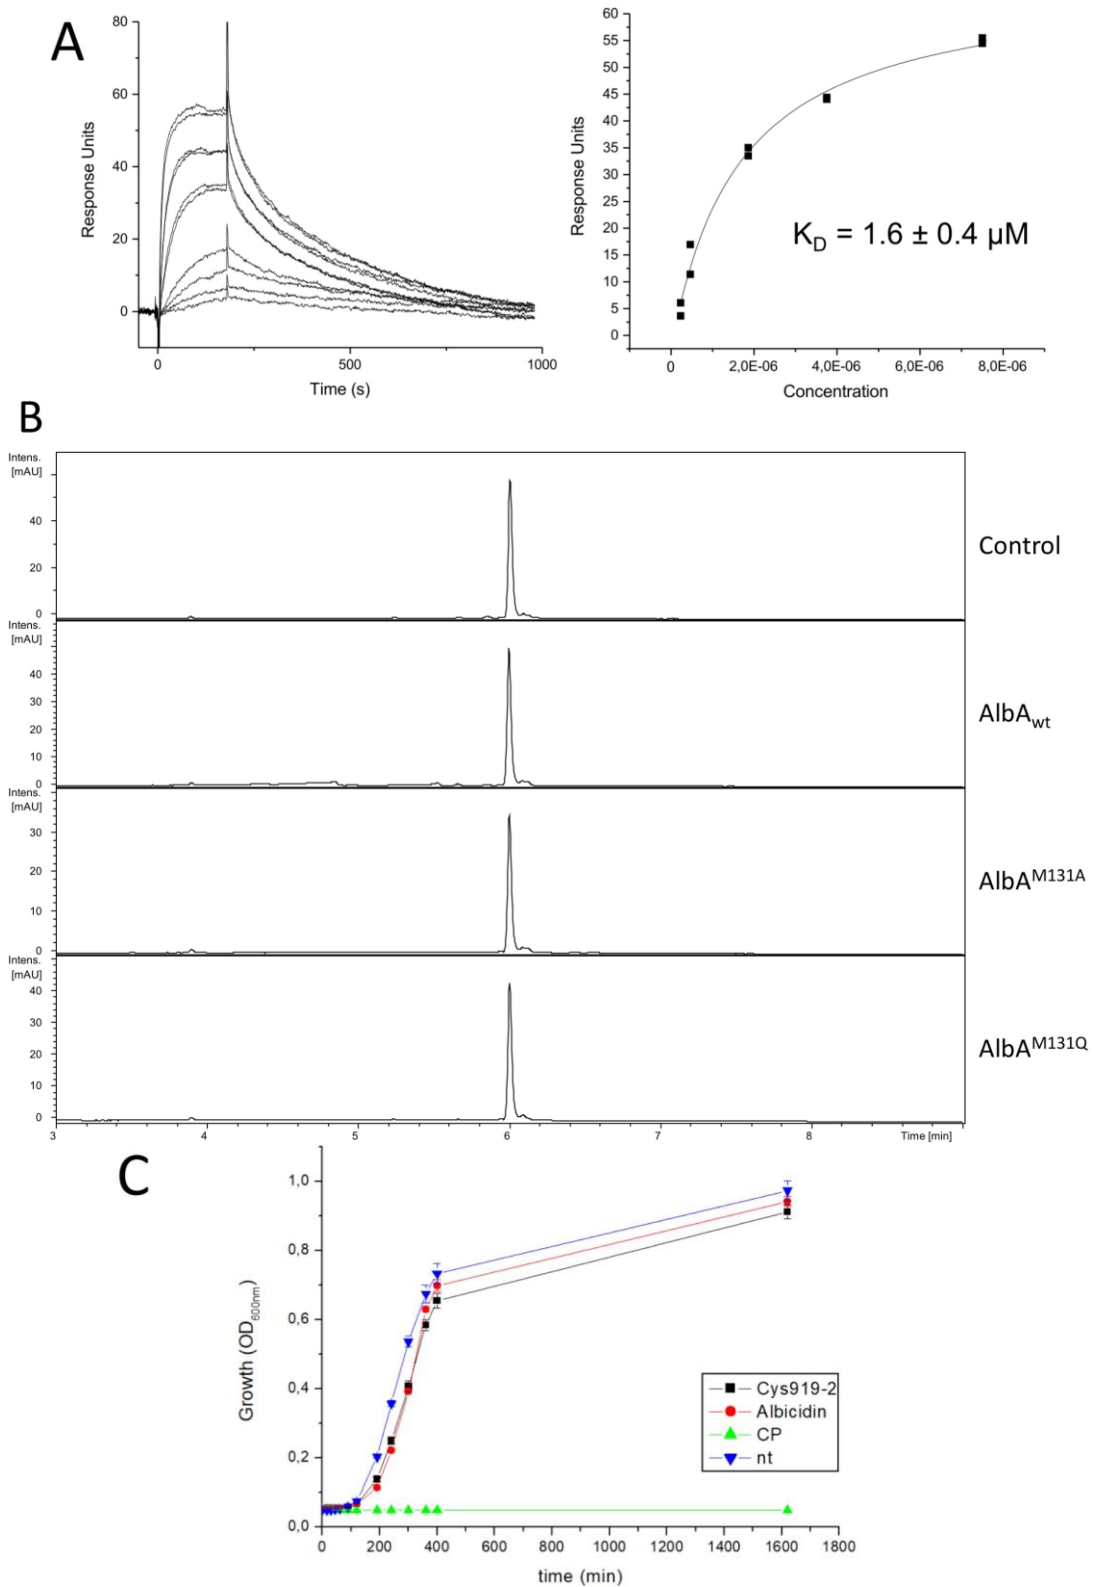 A
Response Units
80
60
40
20
0
0
500
1000
Time (s)
Response Units
60
55
50
45
40
35
30
25
20
15
10
5
0
K_D = 1.6 ± 0.4 µM
0
2,0E-06
4,0E-06
6,0E-06
8,0E-06
Concentration
B
Intens.
[mAU]
40
20
0
Control
Intens.
[mAU]
40
30
20
10
0
AlbA_wt
Intens.
[mAU]
30
20
10
0
AlbA^M131A
Intens.
[mAU]
40
30
20
10
0
AlbA^M131Q
3
4
5
6
7
8
Time [min]
C
Growth (OD_600nm)
1,0
0,8
0,6
0,4
0,2
0,0
Cys919-2
Albicidin
CP
nt
0
200
400
600
800
1000
1200
1400
1600
1800
time (min)